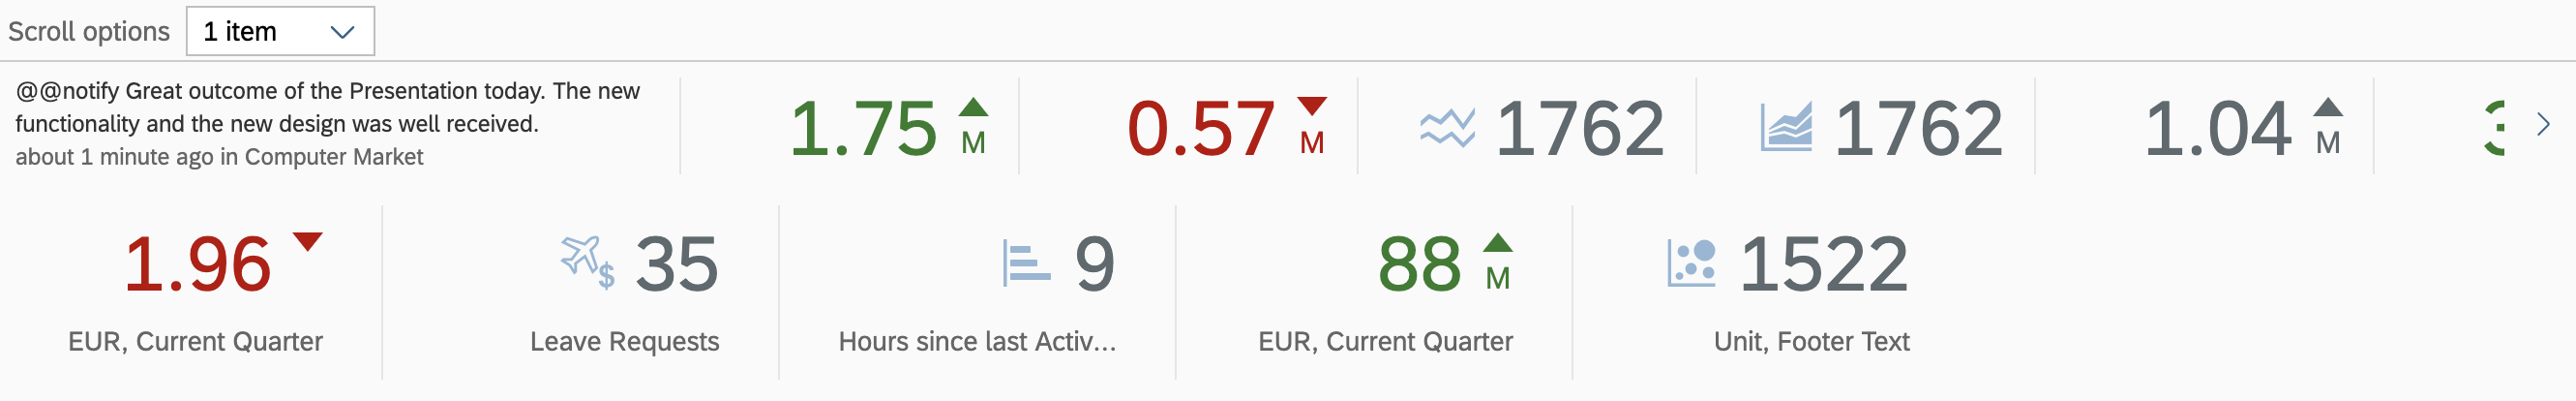 Scroll options 1 item
@@notify Great outcome of the Presentation today. The new
functionality and the new design was well received.
about 1 minute ago in Computer Market
1.75 M
0.57 M
1762
1762
1.04 M
1.96
EUR, Current Quarter
35
Leave Requests
9
Hours since last Activ...
88 M
EUR, Current Quarter
1522
Unit, Footer Text